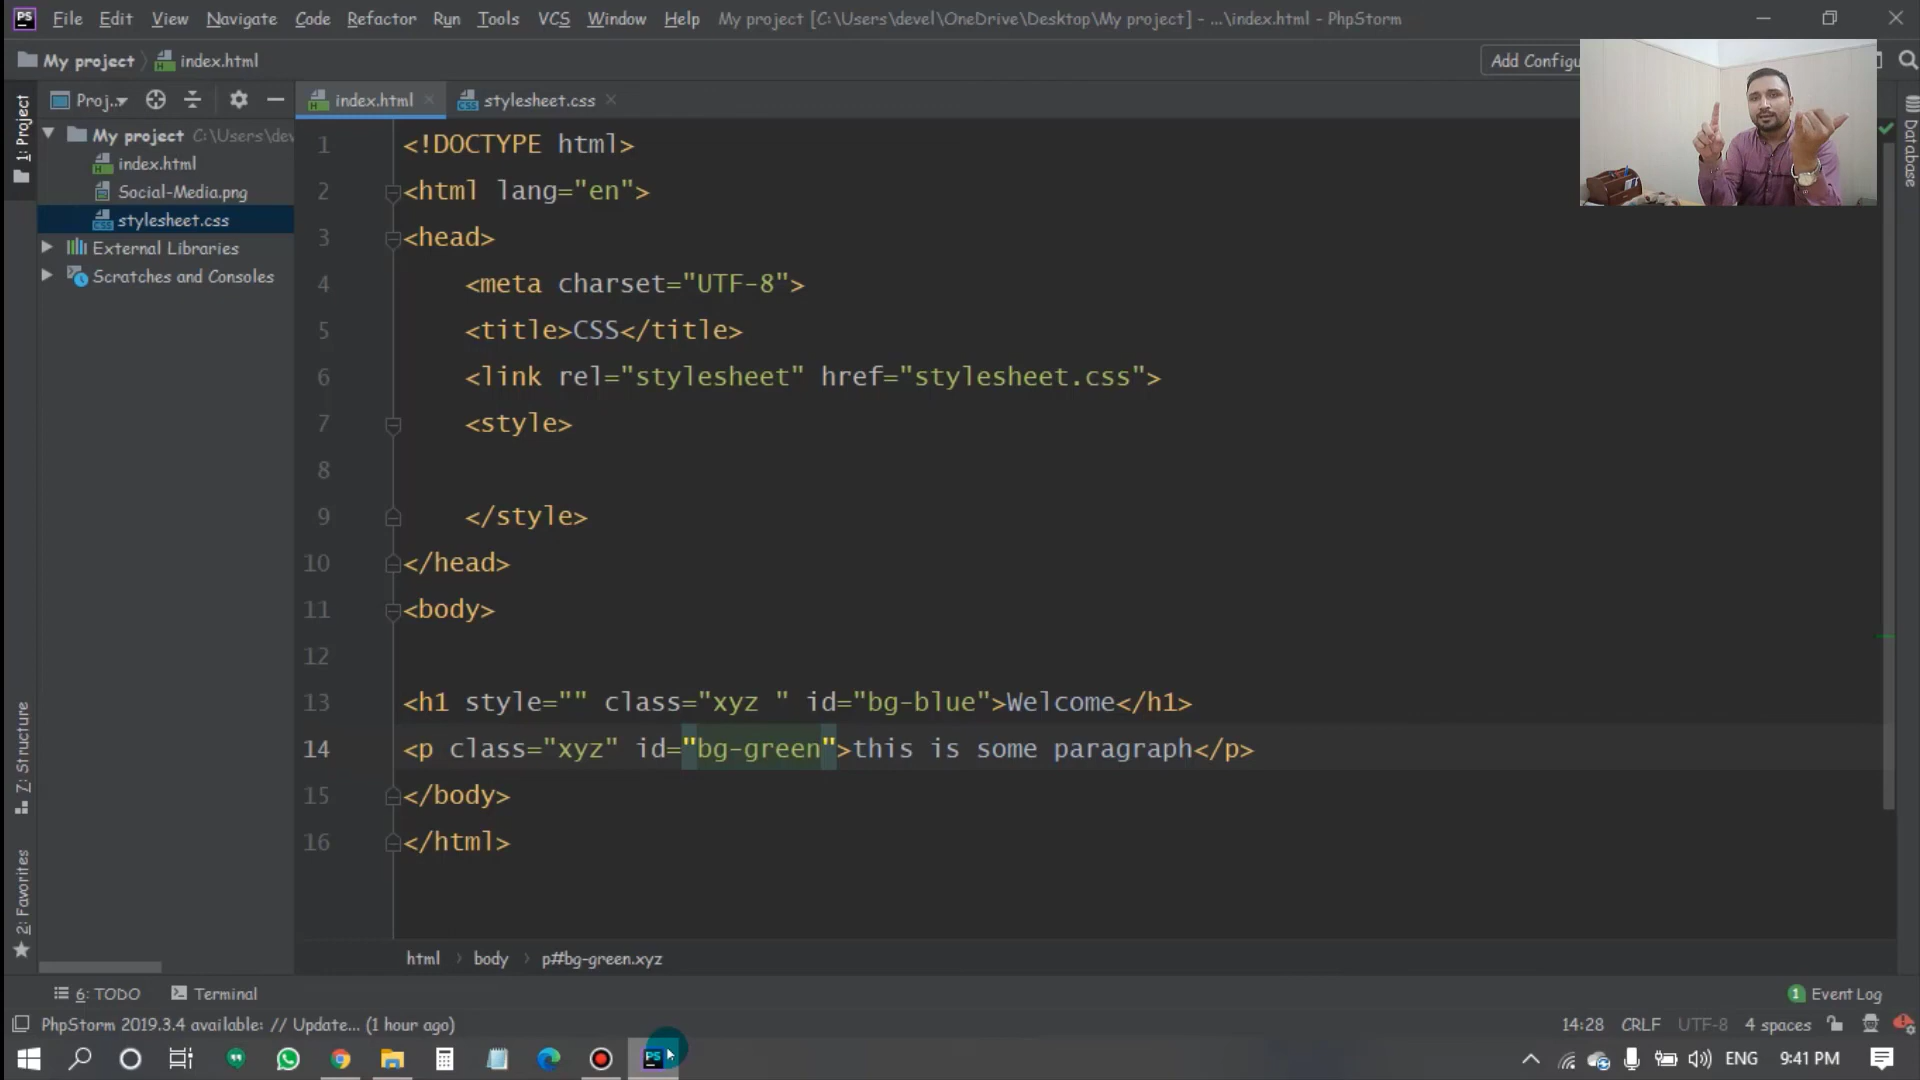 PS File Edit View Navigate Code Refactor Run Tools VCS Window Help My project [C:\Users\devel\OneDrive\Desktop\My project] - ...\index.html - PhpStorm
My project index.html Add Configu
Proj.. index.html stylesheet.css
1: Project
My project C:\Users\dev
index.html
Social-Media.png
stylesheet.css
External Libraries
Scratches and Consoles
1 <!DOCTYPE html>
2 <html lang="en">
3 <head>
4 <meta charset="UTF-8">
5 <title>CSS</title>
6 <link rel="stylesheet" href="stylesheet.css">
7 <style>
8
9 </style>
10 </head>
11 <body>
12
13 <h1 style="" class="xyz " id="bg-blue">Welcome</h1>
14 <p class="xyz" id="bg-green">this is some paragraph</p>
15 </body>
16 </html>
Database
Z: Structure
2: Favorites
html body p#bg-green.xyz
6: TODO Terminal 1 Event Log
PhpStorm 2019.3.4 available: // Update... (1 hour ago) 14:28 CRLF UTF-8 4 spaces
PS ENG 9:41 PM